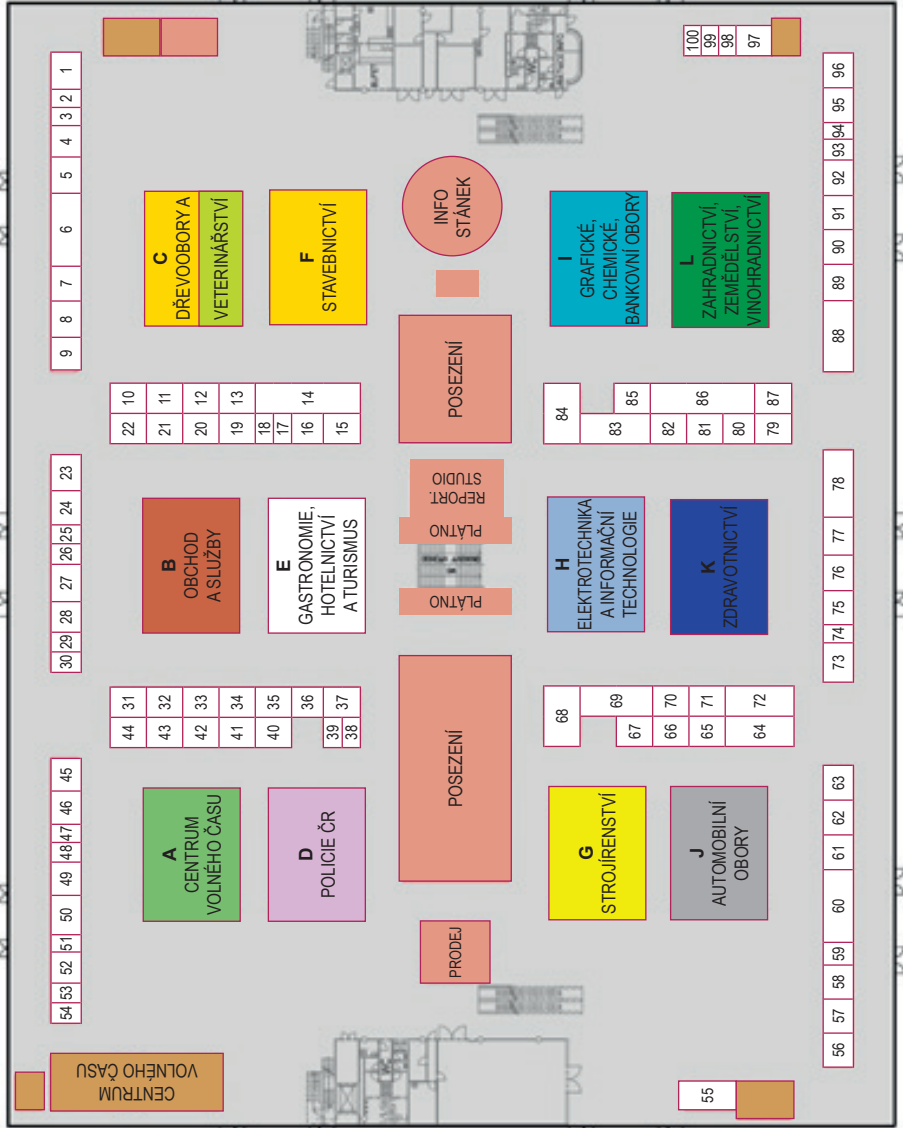 CENTRUM
VOLNÉHO ČASU
54 53 52 51 50 49 48 47 46 45
30 29 28 27 26 25 24 23
9 8 7 6 5 4 3 2 1
44 31
43 32
42 33
41 34
40 35
36
39 37
38
22 10
21 11
20 12
19 13
18 14
17
16
15
A
CENTRUM
VOLNÉHO ČASU
B
OBCHOD
A SLUŽBY
C
DŘEVOOBORY A
VETERINÁŘSTVÍ
D
POLICIE ČR
E
GASTRONOMIE,
HOTELNICTVÍ
A TURISMUS
F
STAVEBNICTVÍ
BUFET
WC
PRODEJ
POSEZENÍ
PLÁTNO
PLÁTNO
REPORT.
STUDIO
POSEZENÍ
INFO
STÁNEK
WC
G
STROJÍRENSTVÍ
H
ELEKTROTECHNIKA
A INFORMAČNÍ
TECHNOLOGIE
I
GRAFICKÉ,
CHEMICKÉ,
BANKOVNÍ OBORY
68
69
67
66 70
65 71
64 72
84
83 85
82 86
81
80
79 87
J
AUTOMOBILNÍ
OBORY
K
ZDRAVOTNICTVÍ
L
ZAHRADNICTVÍ,
ZEMĚDĚLSTVÍ,
VINOHRADNICTVÍ
55
100
99
98
97
56 57 58 59 60 61 62 63
73 74 75 76 77 78
88 89 90 91 92 93 94 95 96